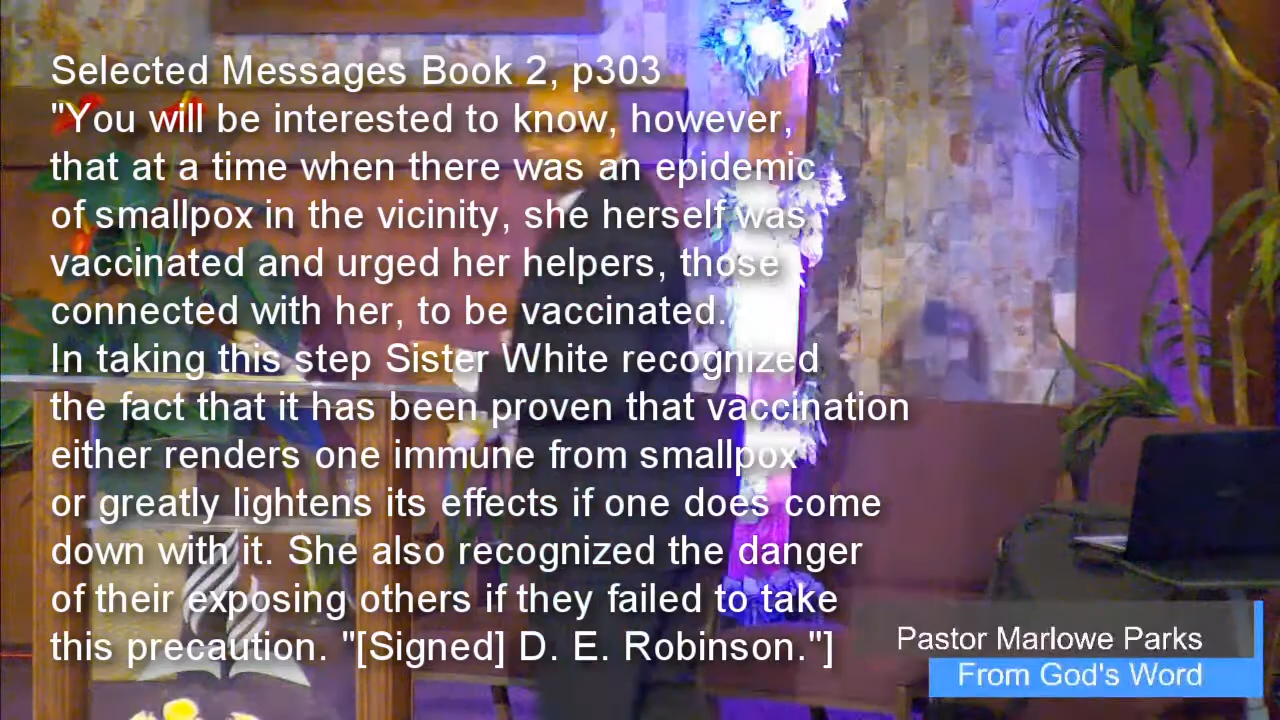 Selected Messages Book 2, p303
"You will be interested to know, however,
that at a time when there was an epidemic
of smallpox in the vicinity, she herself was
vaccinated and urged her helpers, those
connected with her, to be vaccinated.
In taking this step Sister White recognized
the fact that it has been proven that vaccination
either renders one immune from smallpox
or greatly lightens its effects if one does come
down with it. She also recognized the danger
of their exposing others if they failed to take
this precaution. "[Signed] D. E. Robinson."]
Pastor Marlowe Parks
From God's Word